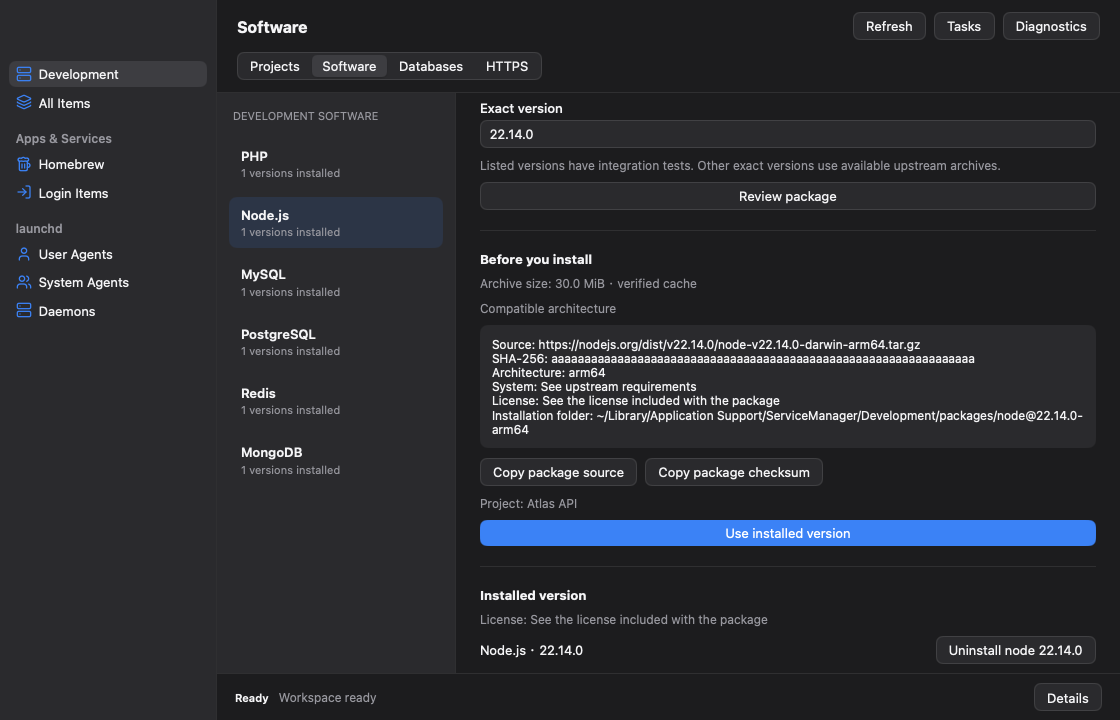 Software
Refresh
Tasks
Diagnostics
Projects
Software
Databases
HTTPS
Development
All Items
Apps & Services
Homebrew
Login Items
launchd
User Agents
System Agents
Daemons
DEVELOPMENT SOFTWARE
PHP
1 versions installed
Node.js
1 versions installed
MySQL
1 versions installed
PostgreSQL
1 versions installed
Redis
1 versions installed
MongoDB
1 versions installed
Exact version
22.14.0
Listed versions have integration tests. Other exact versions use available upstream archives.
Review package
Before you install
Archive size: 30.0 MiB · verified cache
Compatible architecture
Source: https://nodejs.org/dist/v22.14.0/node-v22.14.0-darwin-arm64.tar.gz
SHA-256: aaaaaaaaaaaaaaaaaaaaaaaaaaaaaaaaaaaaaaaaaaaaaaaaaaaaaaaaaaaaaaaa
Architecture: arm64
System: See upstream requirements
License: See the license included with the package
Installation folder: ~/Library/Application Support/ServiceManager/Development/packages/node@22.14.0-
arm64
Copy package source
Copy package checksum
Project: Atlas API
Use installed version
Installed version
License: See the license included with the package
Node.js · 22.14.0
Uninstall node 22.14.0
Ready
Workspace ready
Details